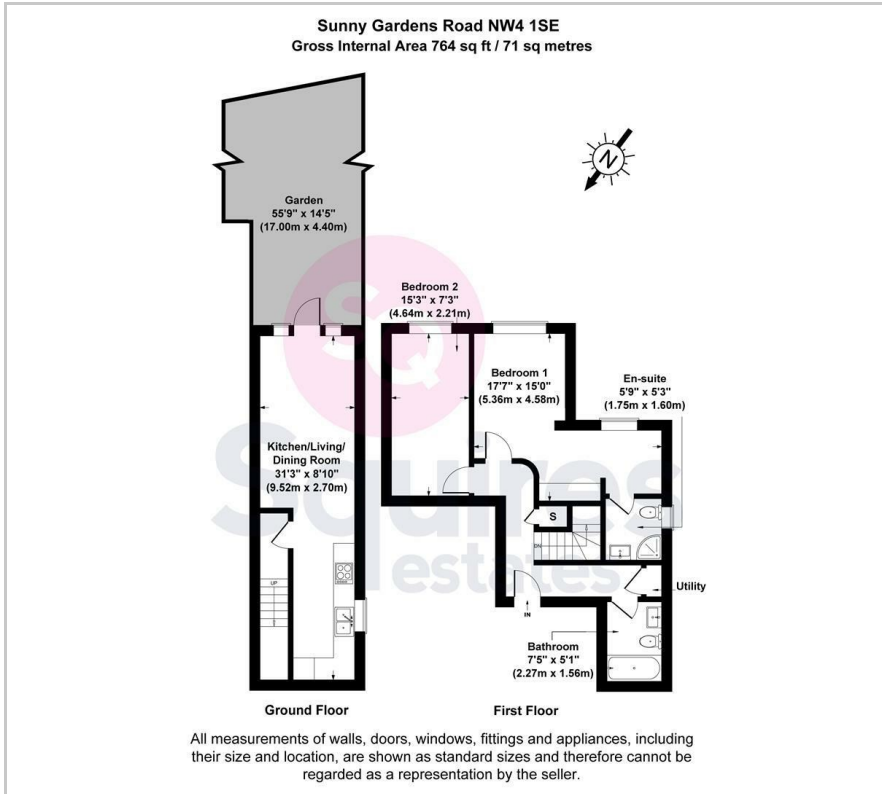 Sunny Gardens Road NW4 1SE
Gross Internal Area 764 sq ft / 71 sq metres
N
Garden
55'9" x 14'5"
(17.00m x 4.40m)
SQ
Squires
estates
Bedroom 2
15'3" x 7'3"
(4.64m x 2.21m)
Bedroom 1
17'7" x 15'0"
(5.36m x 4.58m)
En-suite
5'9" x 5'3"
(1.75m x 1.60m)
Kitchen/Living/
Dining Room
31'3" x 8'10"
(9.52m x 2.70m)
S
DN
UP
Utility
IN
Bathroom
7'5" x 5'1"
(2.27m x 1.56m)
Ground Floor
First Floor
All measurements of walls, doors, windows, fittings and appliances, including
their size and location, are shown as standard sizes and therefore cannot be
regarded as a representation by the seller.